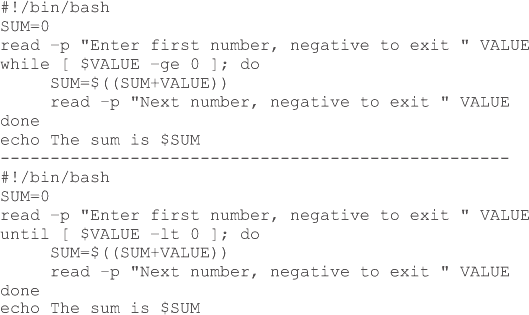 #!/bin/bash
SUM=0
read -p "Enter first number, negative to exit " VALUE
while [ $VALUE -ge 0 ]; do
     SUM=$((SUM+VALUE))
     read -p "Next number, negative to exit " VALUE
done
echo The sum is $SUM
---------------------------------------------------
#!/bin/bash
SUM=0
read -p "Enter first number, negative to exit " VALUE
until [ $VALUE -lt 0 ]; do
     SUM=$((SUM+VALUE))
     read -p "Next number, negative to exit " VALUE
done
echo The sum is $SUM